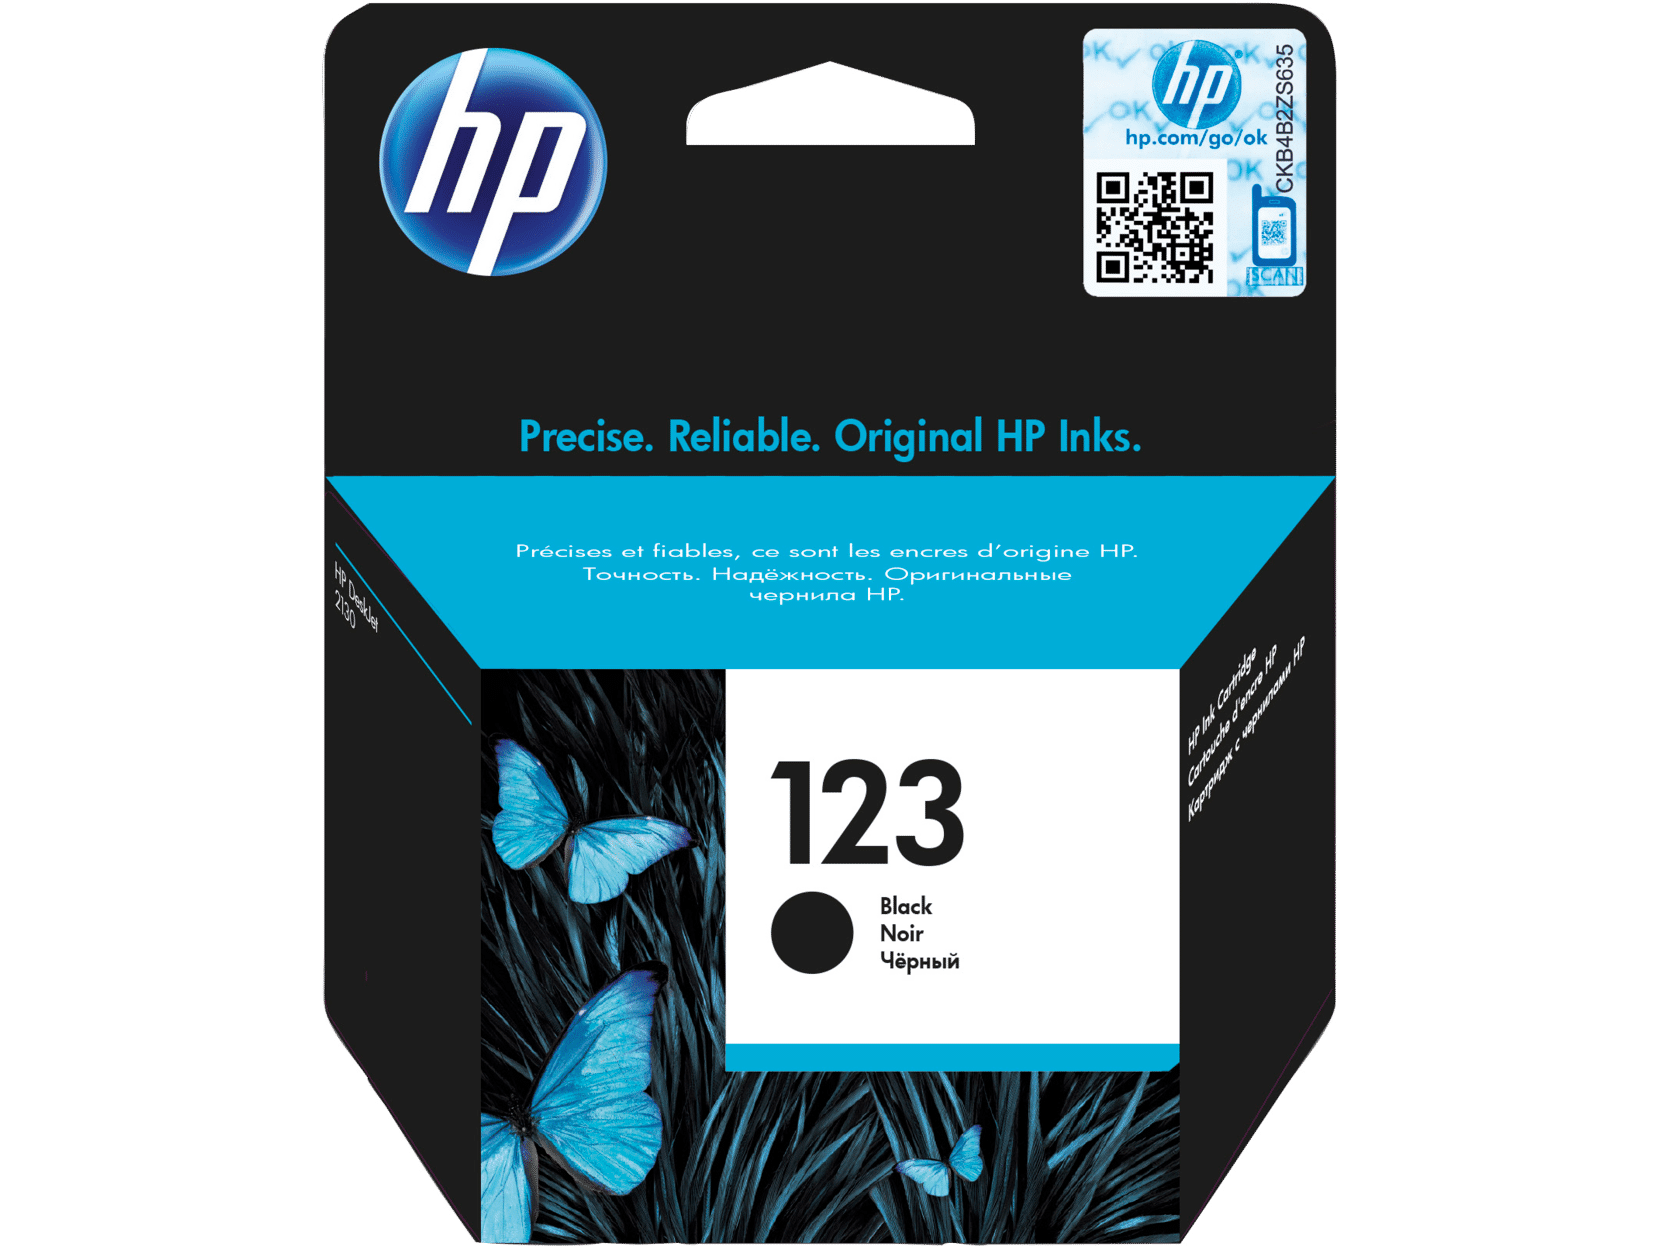 hp
hp
hp.com/go/ok
CKB4B2ZS635
SCAN
Precise. Reliable. Original HP Inks.
Précises et fiables, ce sont les encres d'origine HP.
Точность. Надёжность. Оригинальные
чернила HP.
HP DeskJet
2130
HP Ink Cartridge
Cartouche d'encre HP
Картридж с чернилами HP
123
Black
Noir
Чёрный